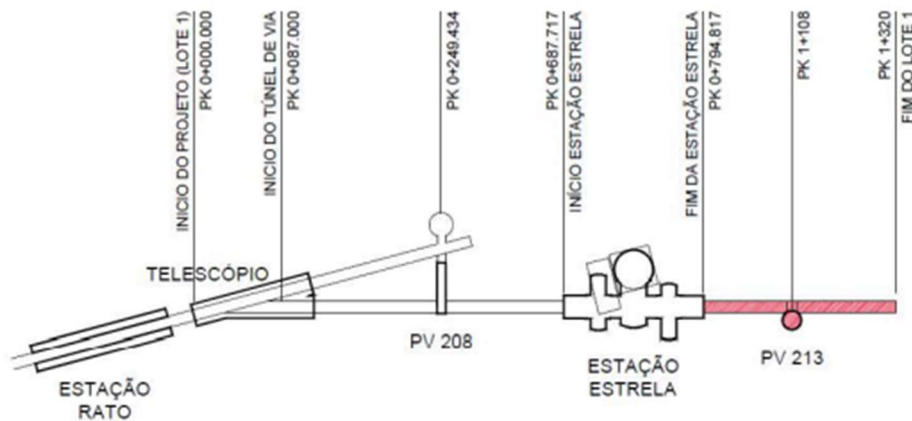 INICIO DO PROJETO (LOTE 1)
PK 0+000.000
INICIO DO TÚNEL DE VIA
PK 0+087.000
PK 0+249.434
PK 0+687.717
INÍCIO ESTAÇÃO ESTRELA
FIM DA ESTAÇÃO ESTRELA
PK 0+794.817
PK 1+108
PK 1+320
FIM DO LOTE 1
TELESCÓPIO
PV 208
PV 213
ESTAÇÃO
ESTRELA
ESTAÇÃO
RATO